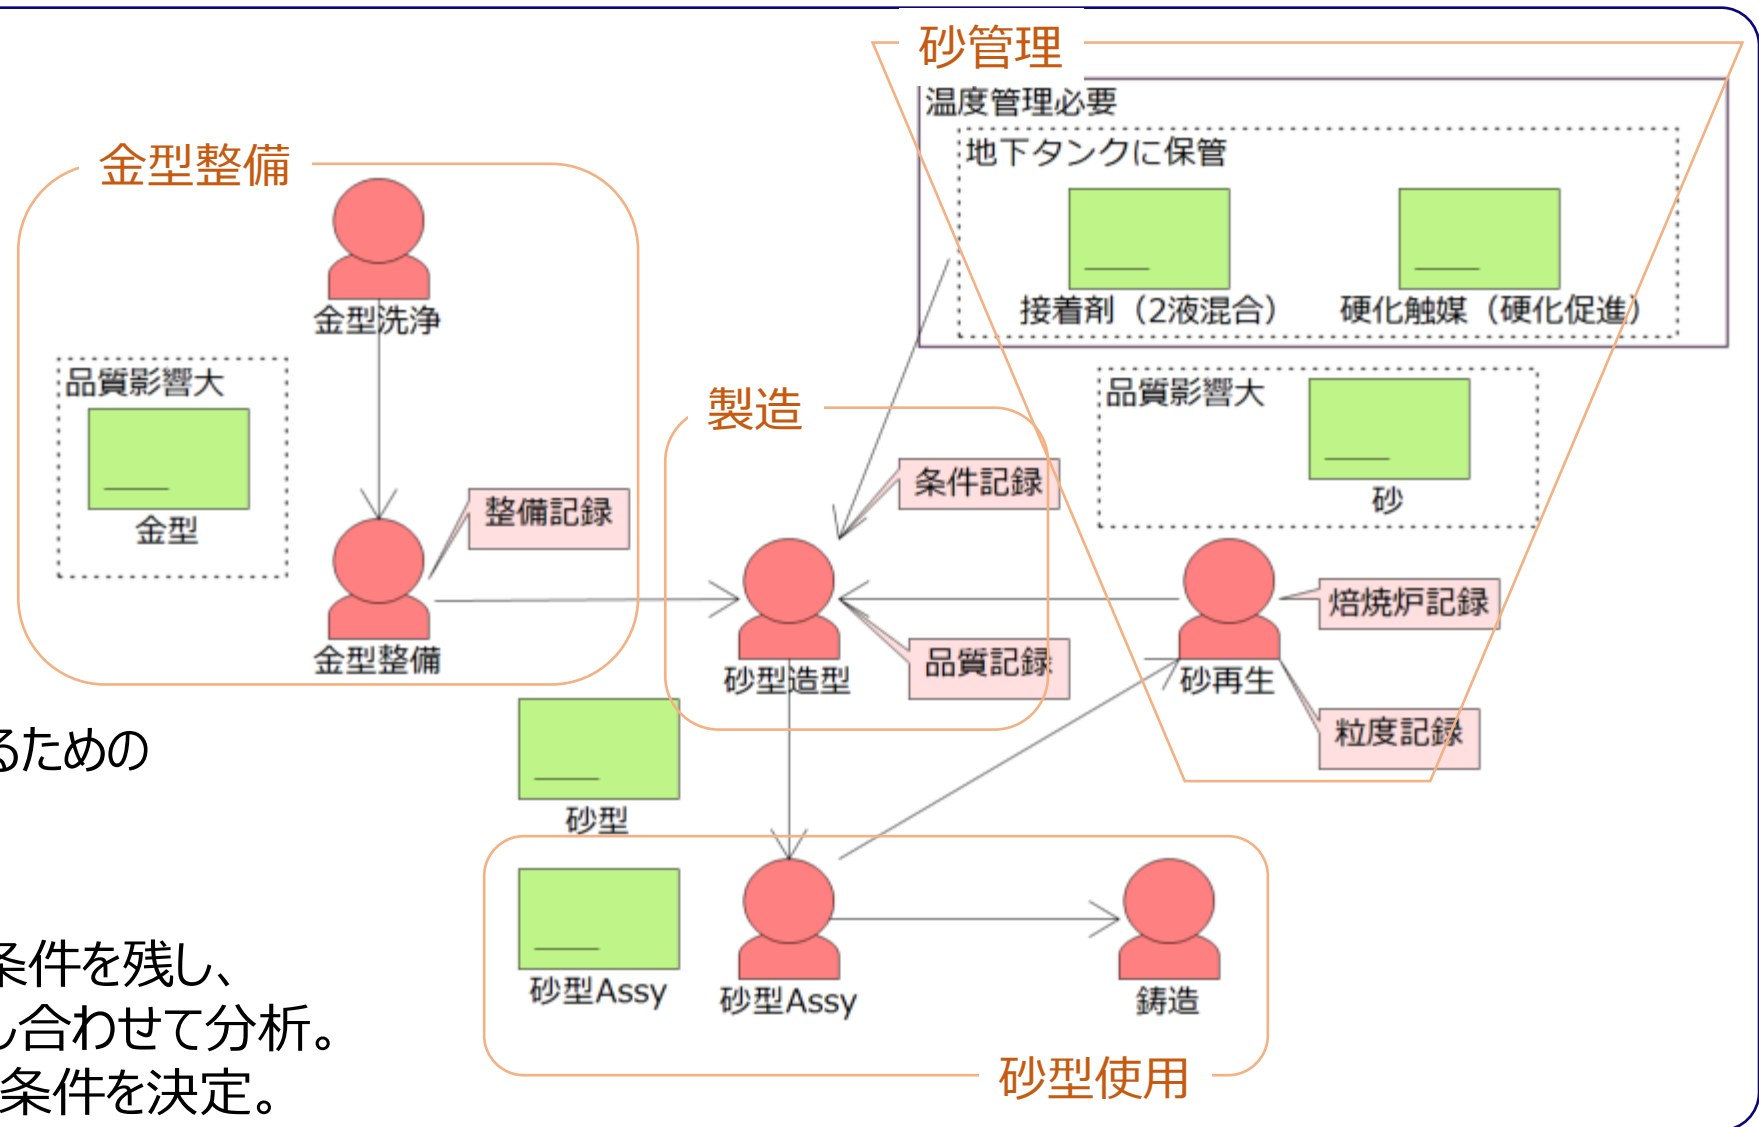 砂管理
温度管理必要
地下タンクに保管
接着剤（2液混合）
硬化触媒（硬化促進）
金型整備
金型洗浄
品質影響大
金型
整備記録
金型整備
製造
条件記録
品質影響大
砂
砂型造型
品質記録
焙焼炉記録
砂再生
粒度記録
砂型
るための
砂型Assy
砂型Assy
鋳造
砂型使用
条件を残し、
し合わせて分析。
条件を決定。